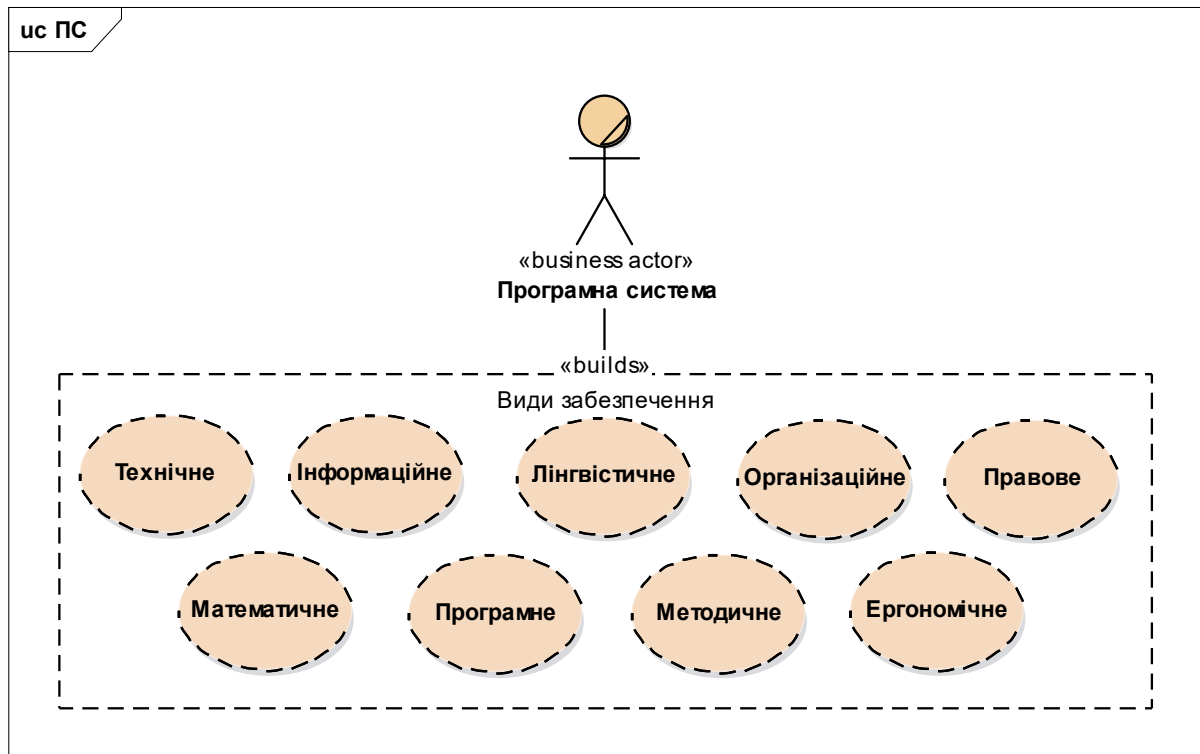 uc ПС
«business actor»
Програмна система
«builds»
Види забезпечення
Технічне
Інформаційне
Лінгвістичне
Організаційне
Правове
Математичне
Програмне
Методичне
Ергономічне